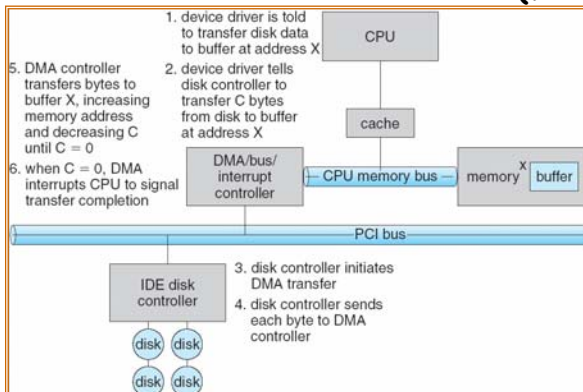 1. device driver is told
to transfer disk data
to buffer at address X
2. device driver tells
disk controller to
transfer C bytes
from disk to buffer
at address X
5. DMA controller
transfers bytes to
buffer X, increasing
memory address
and decreasing C
until C = 0
6. when C = 0, DMA
interrupts CPU to signal
transfer completion
CPU
cache
DMA/bus/
interrupt
controller
CPU memory bus
memory
X
buffer
PCI bus
IDE disk
controller
3. disk controller initiates
DMA transfer
4. disk controller sends
each byte to DMA
controller
disk
disk
disk
disk